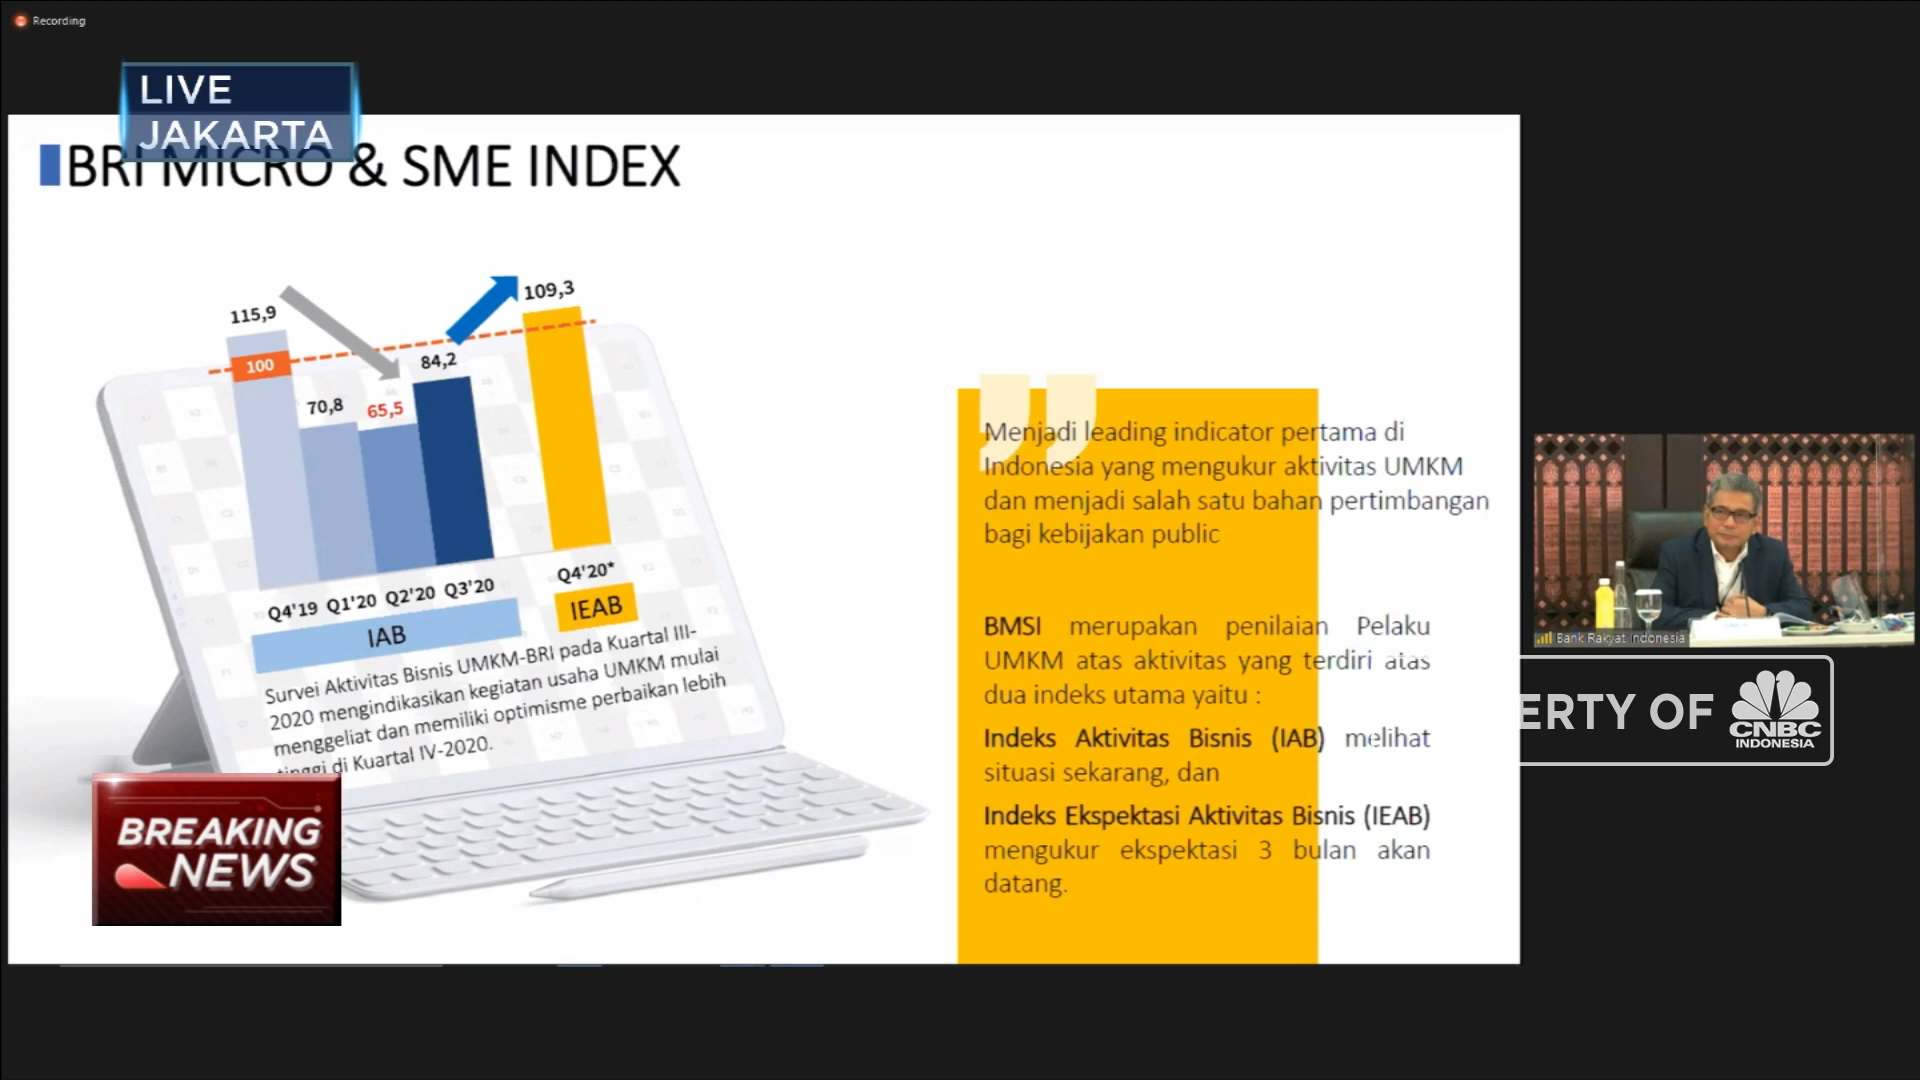 Recording
LIVE
JAKARTA
BRI MICRO & SME INDEX
115,9
100
70,8
65,5
84,2
109,3
Q4'19 Q1'20 Q2'20 Q3'20
Q4'20*
IAB
IEAB
Survei Aktivitas Bisnis UMKM-BRI pada Kuartal III-
2020 mengindikasikan kegiatan usaha UMKM mulai
menggeliat dan memiliki optimisme perbaikan lebih
tinggi di Kuartal IV-2020.
BREAKING
NEWS
Menjadi leading indicator pertama di
Indonesia yang mengukur aktivitas UMKM
dan menjadi salah satu bahan pertimbangan
bagi kebijakan public
BMSI merupakan penilaian Pelaku
UMKM atas aktivitas yang terdiri atas
dua indeks utama yaitu :
Indeks Aktivitas Bisnis (IAB) melihat
situasi sekarang, dan
Indeks Ekspektasi Aktivitas Bisnis (IEAB)
mengukur ekspektasi 3 bulan akan
datang.
Bank Rakyat Indonesia
ERTY OF
CNBC
INDONESIA